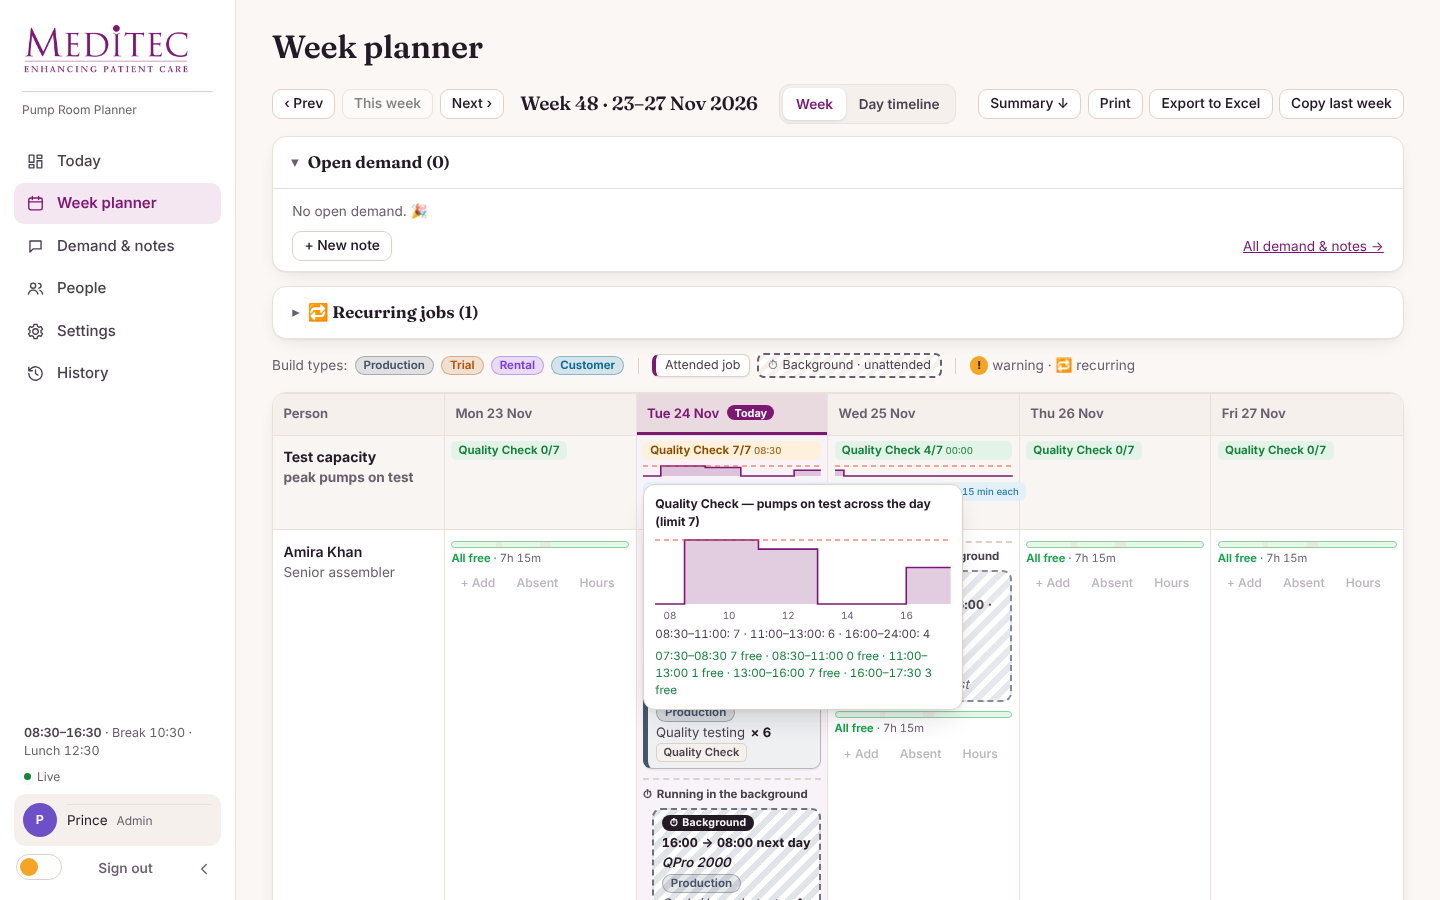 MEDITEC
ENHANCING PATIENT CARE
Pump Room Planner
Today
Week planner
Demand & notes
People
Settings
History
08:30–16:30 · Break 10:30 ·
Lunch 12:30
Live
P Prince Admin
Sign out
Week planner
‹ Prev This week Next › Week 48 · 23–27 Nov 2026 Week Day timeline Summary ↓ Print Export to Excel Copy last week
▾ Open demand (0)
No open demand. 🎉
+ New note All demand & notes →
▸ 🔁 Recurring jobs (1)
Build types: Production Trial Rental Customer Attended job ⏱ Background · unattended ! warning · 🔁 recurring
Person Mon 23 Nov Tue 24 Nov Today Wed 25 Nov Thu 26 Nov Fri 27 Nov
Test capacity
peak pumps on test
Quality Check 0/7 Quality Check 7/7 08:30 Quality Check 4/7 00:00 Quality Check 0/7 Quality Check 0/7
15 min each
Quality Check — pumps on test across the day
(limit 7)
08 10 12 14 16
08:30–11:00: 7 · 11:00–13:00: 6 · 16:00–24:00: 4
07:30–08:30 7 free · 08:30–11:00 0 free · 11:00–
13:00 1 free · 13:00–16:00 7 free · 16:00–17:30 3
free
Amira Khan
Senior assembler
All free · 7h 15m
+ Add Absent Hours
Production
Quality testing × 6
Quality Check
⏱ Running in the background
⏱ Background
16:00 → 08:00 next day
QPro 2000
Production
All free · 7h 15m
+ Add Absent Hours
All free · 7h 15m
+ Add Absent Hours
All free · 7h 15m
+ Add Absent Hours